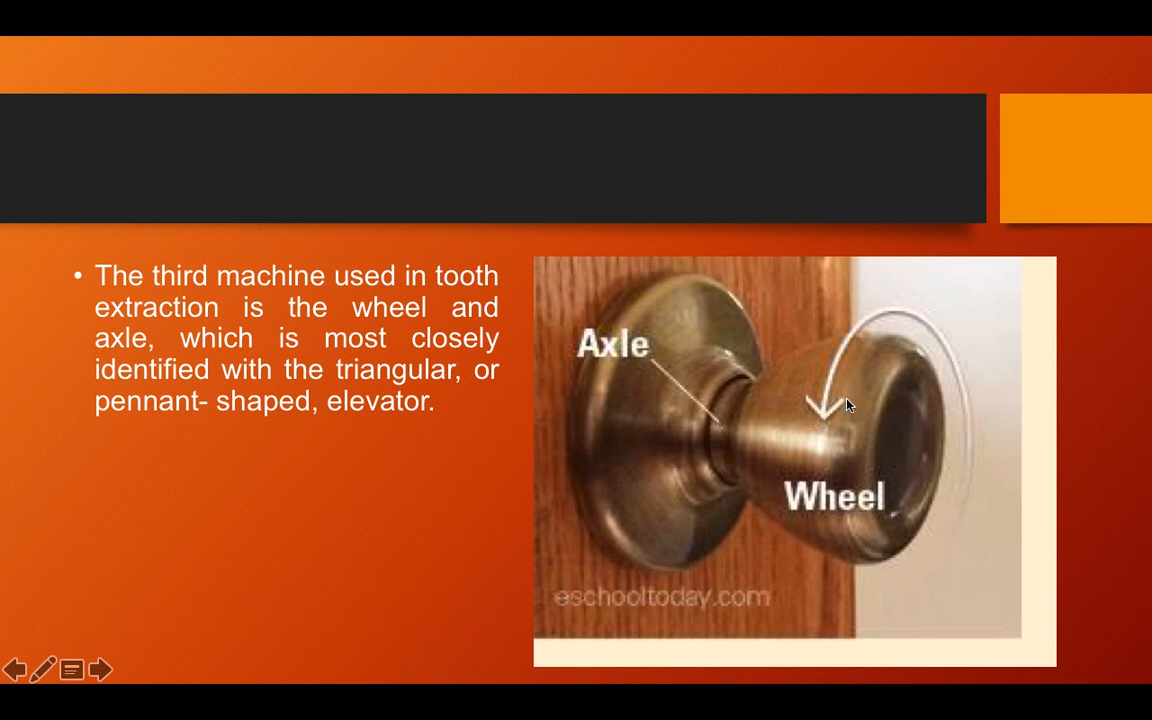 • The third machine used in tooth
extraction is the wheel and
axle, which is most closely
identified with the triangular, or
pennant- shaped, elevator.
Axle
Wheel
eschooltoday.com